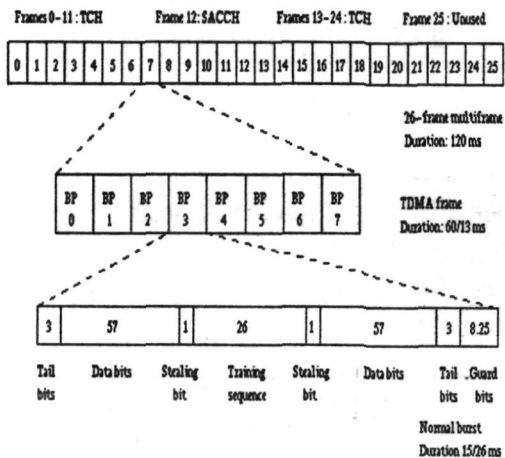 Frames 0-11 : TCH Frame 12: SACCH Frames 13-24: TCH Frame 25 : Unused
0 1 2 3 4 5 6 7 8 9 10 11 12 13 14 15 16 17 18 19 20 21 22 23 24 25
26-frame multiframe
Duration: 120 ms
BP BP BP BP BP BP BP BP
0 1 2 3 4 5 6 7
TDMA frame
Duration: 60/13 ms
3 57 1 26 1 57 3 8.25
Tail Data bits Stealing Training Stealing Data bits Tail Guard
bits bit sequence bit bits bits
Normal burst
Duration 15/26 ms